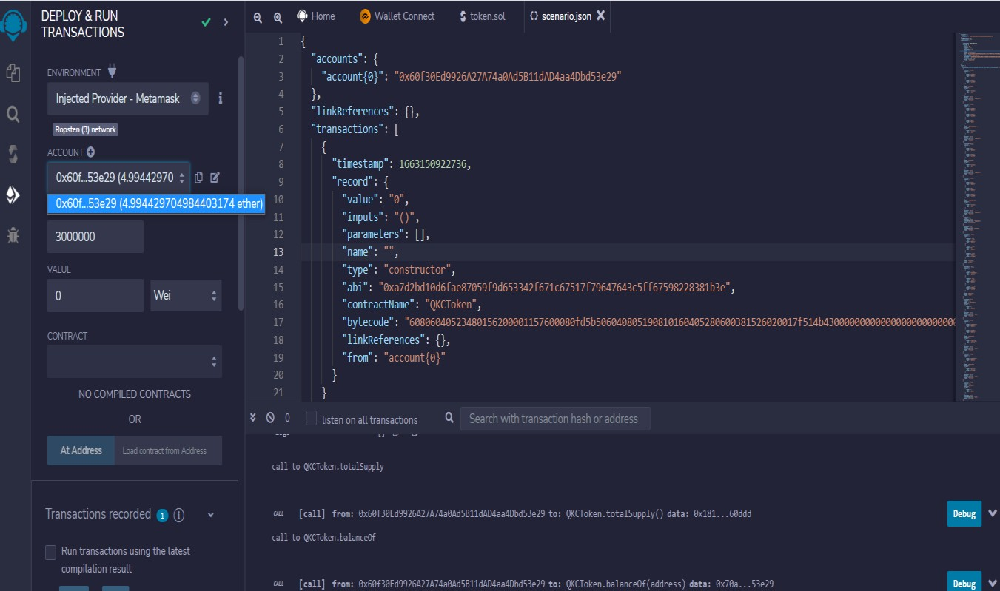 DEPLOY & RUN
TRANSACTIONS
ENVIRONMENT
Injected Provider - Metamask
Ropsten (3) network
ACCOUNT
0x60f...53e29 (4.99442970
0x60f...53e29 (4.994429704984403174 ether)
3000000
VALUE
0
Wei
CONTRACT
NO COMPILED CONTRACTS
OR
At Address
Load contract from Address
Transactions recorded 1
Run transactions using the latest
compilation result
Home
Wallet Connect
token.sol
{} scenario.json
1 {
2 "accounts": {
3 "account{0}": "0x60f30Ed9926A27A74a0Ad5B11dAD4aa4Dbd53e29"
4 },
5 "linkReferences": {},
6 "transactions": [
7 {
8 "timestamp": 1663150922736,
9 "record": {
10 "value": "0",
11 "inputs": "()",
12 "parameters": [],
13 "name": "",
14 "type": "constructor",
15 "abi": "0xa7d2bd10d6fae87059f9d653342f671c67517f79647643c5ff67598228381b3e",
16 "contractName": "QKCToken",
17 "bytecode":
18 "linkReferences": {},
19 "from": "account{0}"
20 }
21 }
0
listen on all transactions
Search with transaction hash or address
call to QKCToken.totalSupply
CALL [call] from: 0x60f30Ed9926A27A74a0Ad5B11dAD4aa4Dbd53e29 to: QKCToken.totalSupply() data: 0x181...60ddd
Debug
call to QKCToken.balanceOf
CALL [call] from: 0x60f30Ed9926A27A74a0Ad5B11dAD4aa4Dbd53e29 to: QKCToken.balanceOf(address) data: 0x70a...53e29
Debug